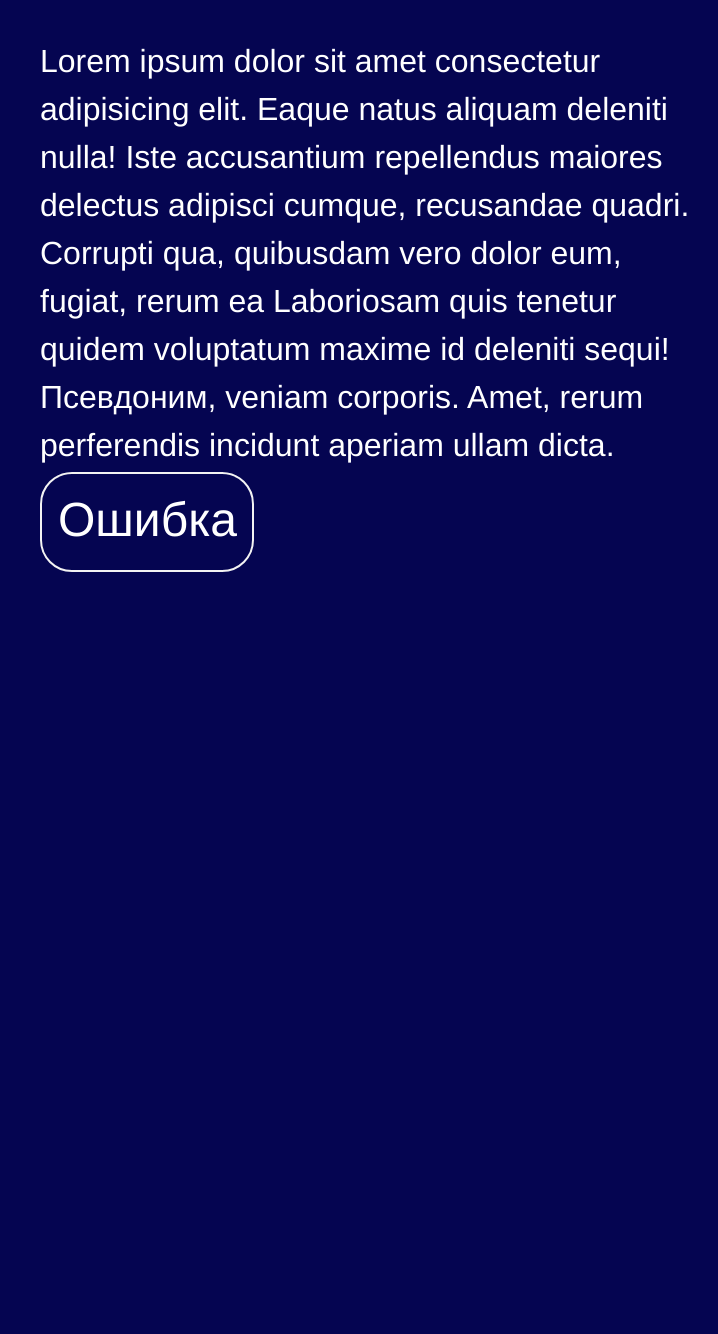 Lorem ipsum dolor sit amet consectetur
adipisicing elit. Eaque natus aliquam deleniti
nulla! Iste accusantium repellendus maiores
delectus adipisci cumque, recusandae quadri.
Corrupti qua, quibusdam vero dolor eum,
fugiat, rerum ea Laboriosam quis tenetur
quidem voluptatum maxime id deleniti sequi!
Псевдоним, veniam corporis. Amet, rerum
perferendis incidunt aperiam ullam dicta.
Ошибка